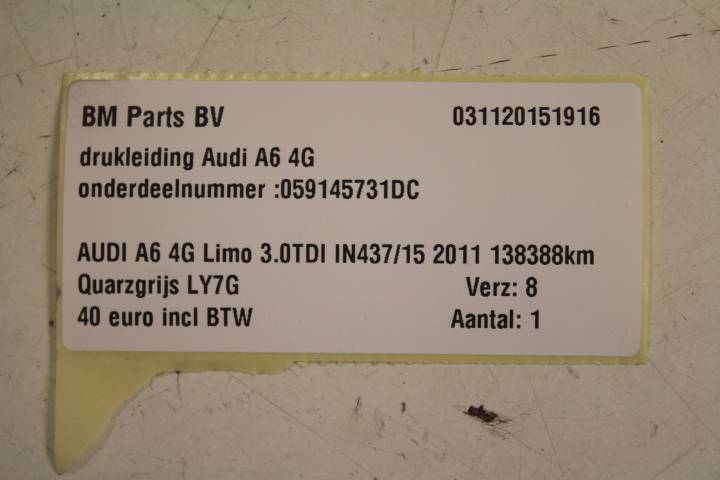 BM Parts BV 031120151916
drukleiding Audi A6 4G
onderdeelnummer :059145731DC
AUDI A6 4G Limo 3.0TDI IN437/15 2011 138388km
Quarzgrijs LY7G Verz: 8
40 euro incl BTW Aantal: 1